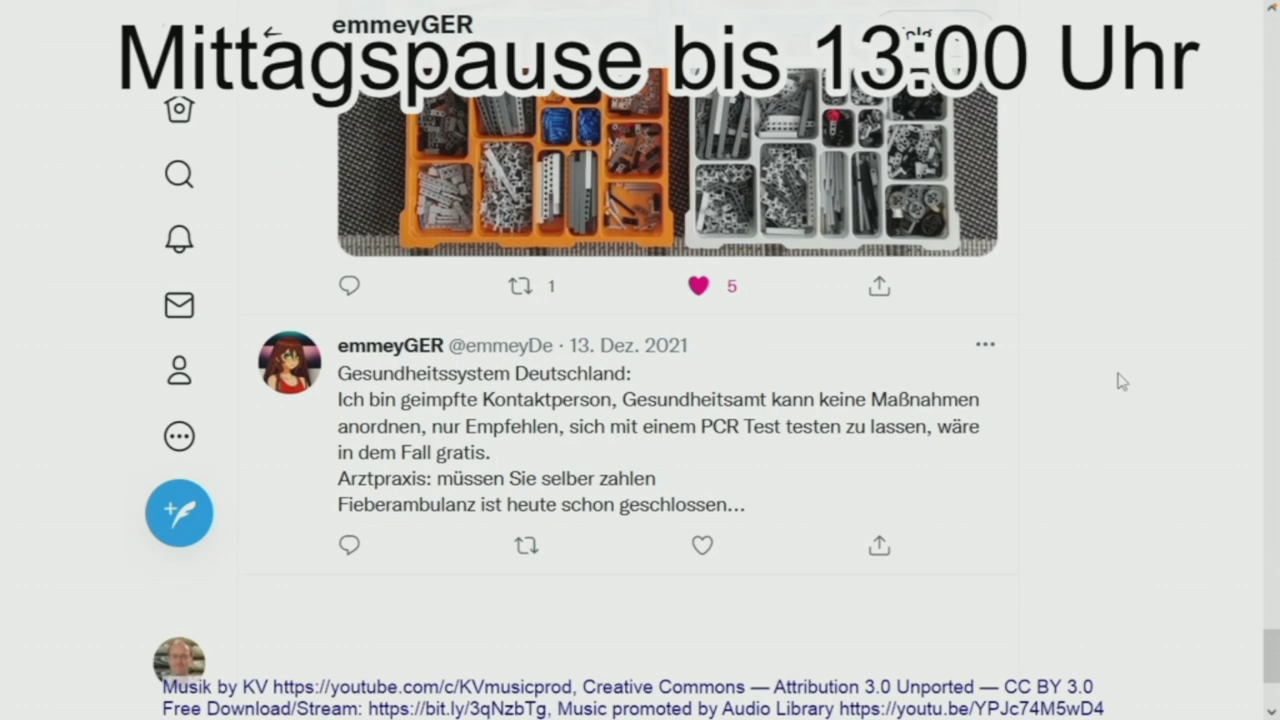 emmeyGER
Mittagspause bis 13:00 Uhr
1
5
emmeyGER @emmeyDe · 13. Dez. 2021
Gesundheitssystem Deutschland:
Ich bin geimpfte Kontaktperson, Gesundheitsamt kann keine Maßnahmen
anordnen, nur Empfehlen, sich mit einem PCR Test testen zu lassen, wäre
in dem Fall gratis.
Arztpraxis: müssen Sie selber zahlen
Fieberambulanz ist heute schon geschlossen...
Musik by KV https://youtube.com/c/KVmusicprod, Creative Commons — Attribution 3.0 Unported — CC BY 3.0
Free Download/Stream: https://bit.ly/3qNzbTg, Music promoted by Audio Library https://youtu.be/YPJc74M5wD4